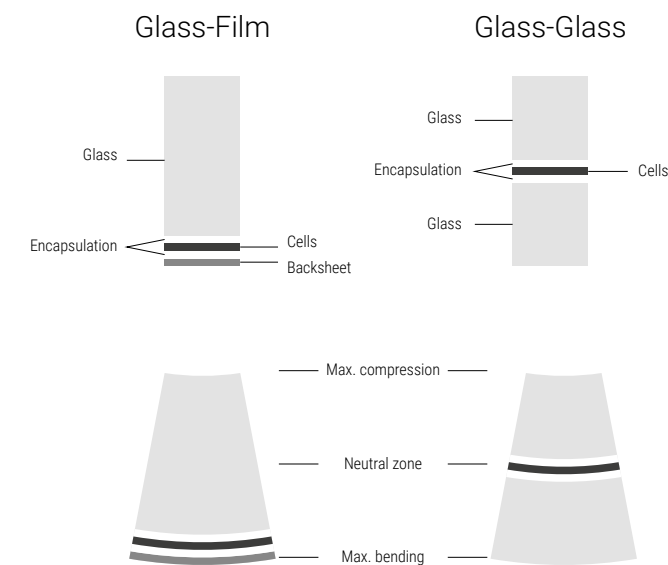 Glass-Film
Glass-Glass
Glass
Encapsulation
Cells
Backsheet
Glass
Encapsulation
Cells
Glass
Max. compression
Neutral zone
Max. bending